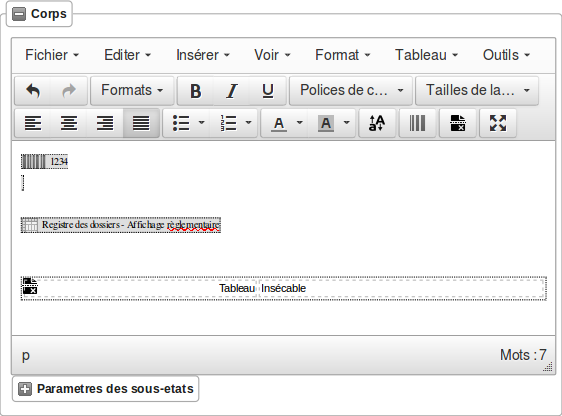 Corps
Fichier Editer Insérer Voir Format Tableau Outils
Formats B I U Polices de c... Tailles de la...
A A
1234
Registre des dossiers - Affichage règlementaire
Tableau Insécable
p Mots : 7
Parametres des sous-etats